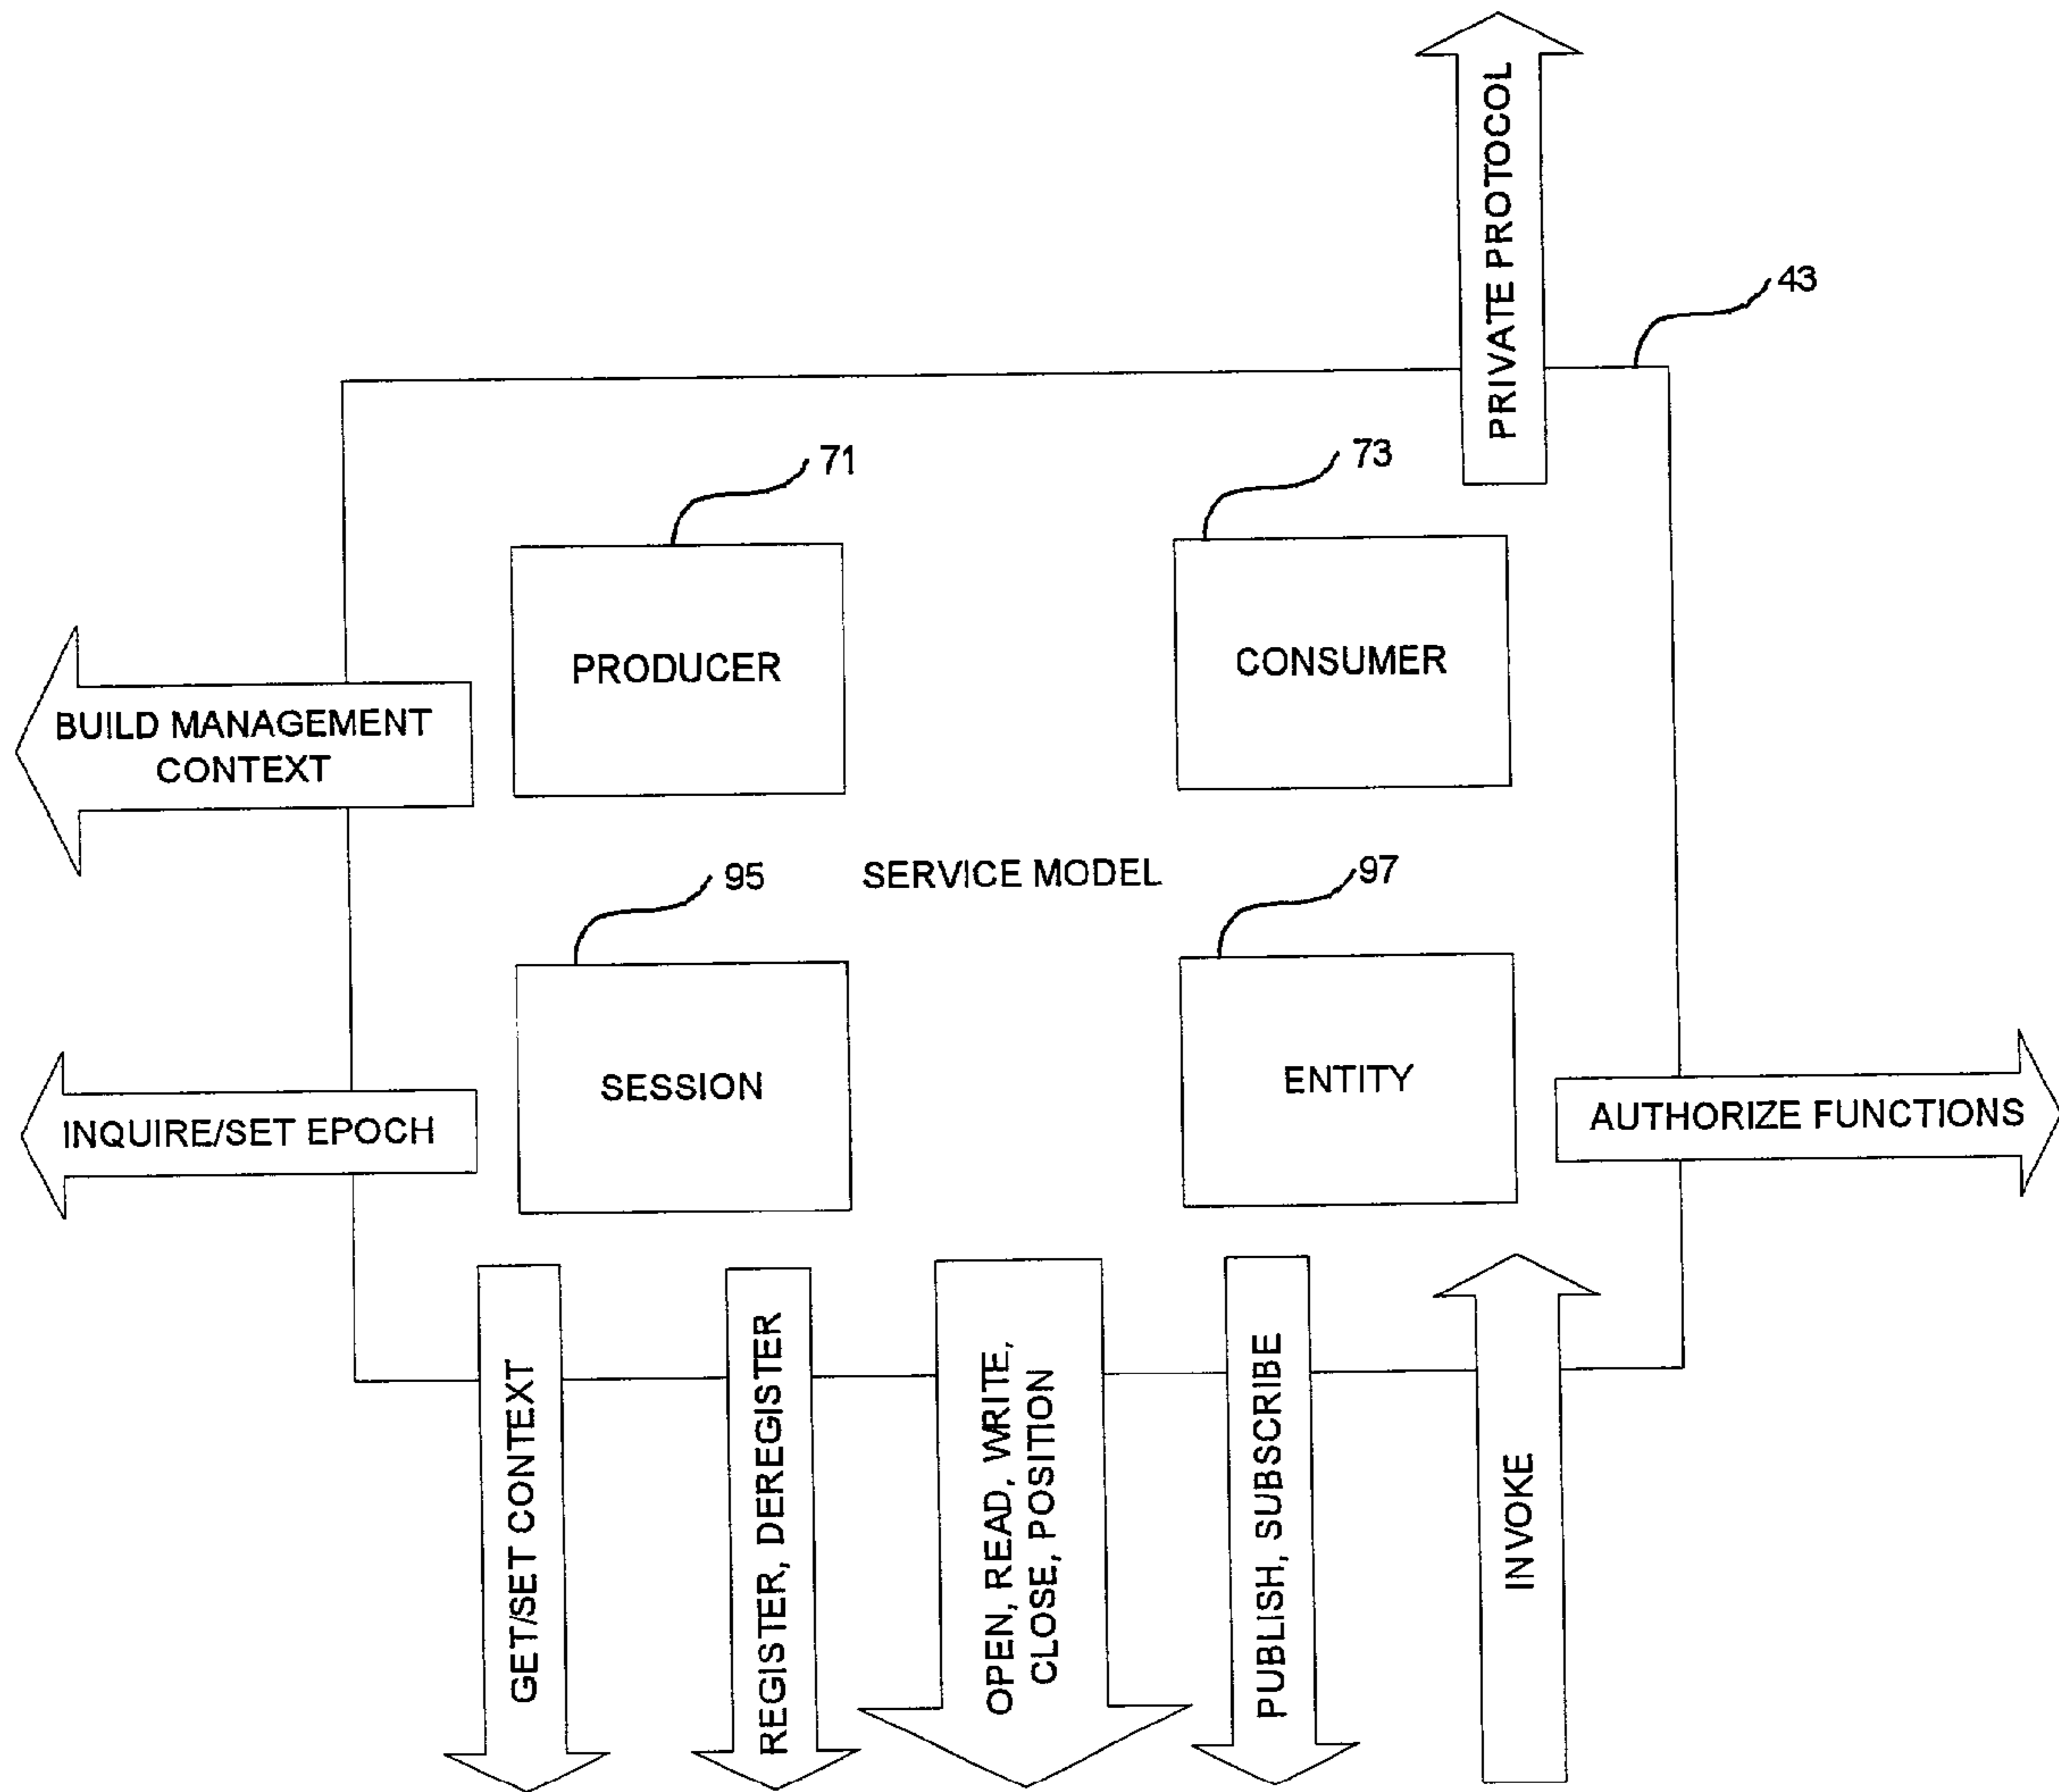 PRIVATE PROTOCOL
43
71
73
PRODUCER
CONSUMER
BUILD MANAGEMENT
CONTEXT
SERVICE MODEL
95
97
SESSION
ENTITY
INQUIRE/SET EPOCH
AUTHORIZE FUNCTIONS
GET/SET CONTEXT
REGISTER, DEREGISTER
OPEN, READ, WRITE,
CLOSE, POSITION
PUBLISH, SUBSCRIBE
INVOKE